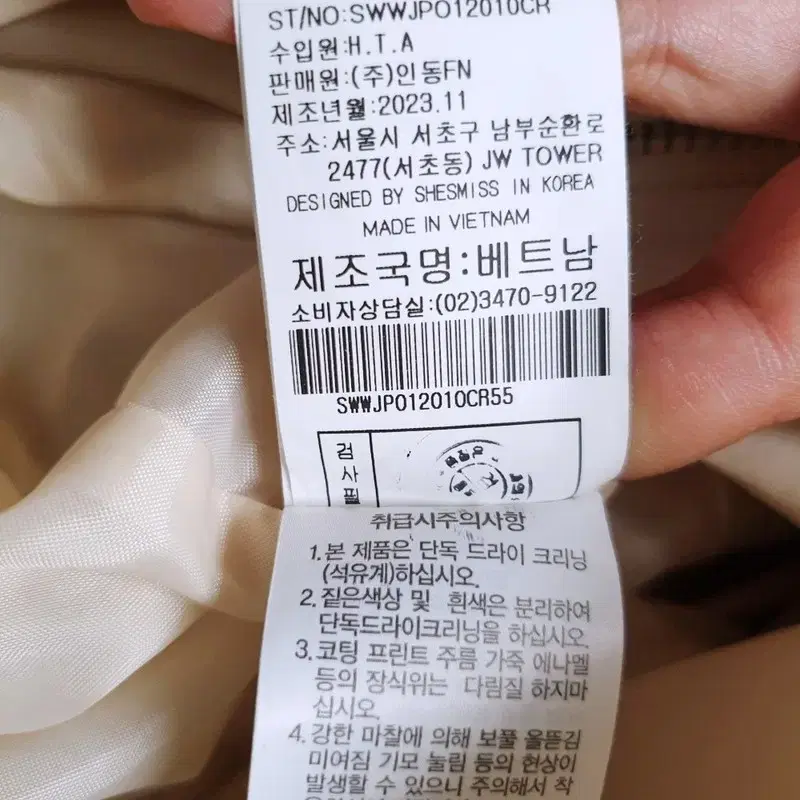 ST/NO:SWWJPO12010CR
수입원:H.T.A
판매원:(주)인동FN
제조년월:2023.11
주소:서울시 서초구 남부순환로
2477(서초동) JW TOWER
DESIGNED BY SHESMISS IN KOREA
MADE IN VIETNAM
제조국명:베트남
소비자상담실:(02)3470-9122
SWWJPO12010CR55
검
사
필
취급시주의사항
1.본 제품은 단독 드라이 크리닝
(석유계)하십시오.
2.짙은색상 및 흰색은 분리하여
단독드라이크리닝을 하십시오.
3.코팅 프린트 주름 가죽 에나멜
등의 장식위는 다림질 하지마
십시오.
4.강한 마찰에 의해 보풀 올뜯김
미어짐 기모 눌림 등의 현상이
발생할 수 있으니 주의해서 착